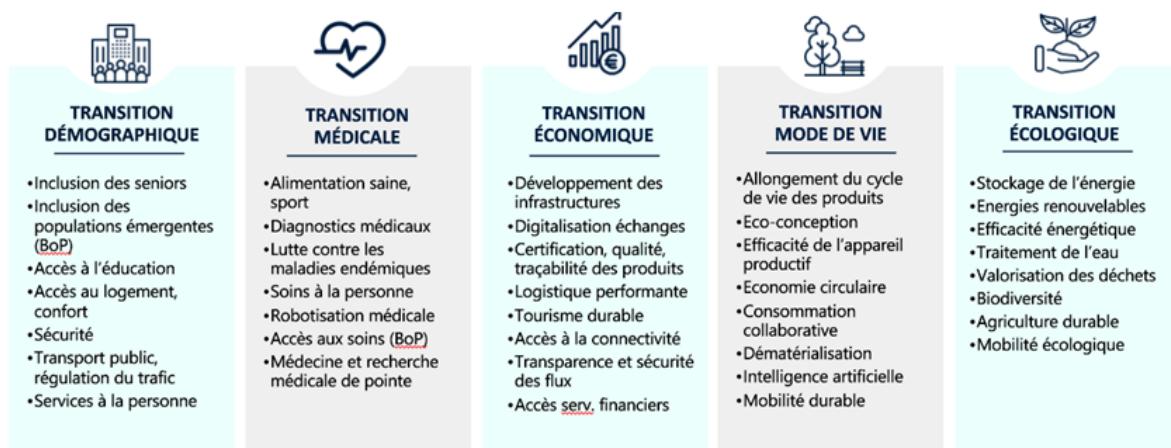 TRANSITION
DÉMOGRAPHIQUE
•Inclusion des seniors
•Inclusion des
populations émergentes
(BoP)
•Accès à l'éducation
•Accès au logement,
confort
•Sécurité
•Transport public,
régulation du trafic
•Services à la personne
TRANSITION
MÉDICALE
•Alimentation saine,
sport
•Diagnostics médicaux
•Lutte contre les
maladies endémiques
•Soins à la personne
•Robotisation médicale
•Accès aux soins (BoP)
•Médecine et recherche
médicale de pointe
€
TRANSITION
ÉCONOMIQUE
•Développement des
infrastructures
•Digitalisation échanges
•Certification, qualité,
traçabilité des produits
•Logistique performante
•Tourisme durable
•Accès à la connectivité
•Transparence et sécurité
des flux
•Accès serv. financiers
TRANSITION
MODE DE VIE
•Allongement du cycle
de vie des produits
•Eco-conception
•Efficacité de l'appareil
productif
•Economie circulaire
•Consommation
collaborative
•Dématérialisation
•Intelligence artificielle
•Mobilité durable
TRANSITION
ÉCOLOGIQUE
•Stockage de l'énergie
•Energies renouvelables
•Efficacité énergétique
•Traitement de l'eau
•Valorisation des déchets
•Biodiversité
•Agriculture durable
•Mobilité écologique